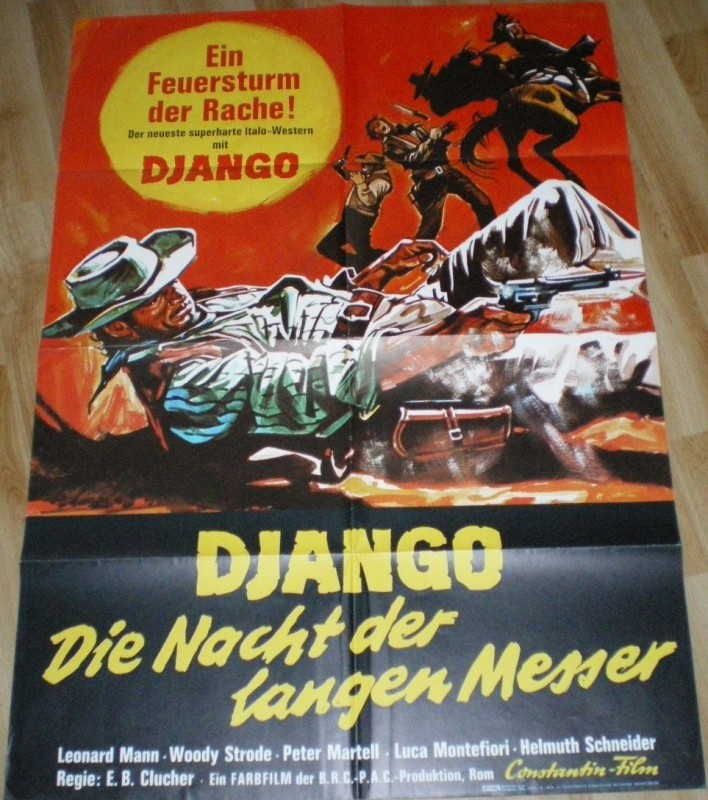 Ein
Feuersturm
der Rache!
Der neueste superharte Italo-Western
mit
DJANGO
DJANGO
Die Nacht der
langen Messer
Leonard Mann · Woody Strode · Peter Martell · Luca Montefiori · Helmuth Schneider
Regie: E. B. Clucher · Ein FARBFILM der B.R.C.-P.A.C.-Produktion, Rom Constantin-Film